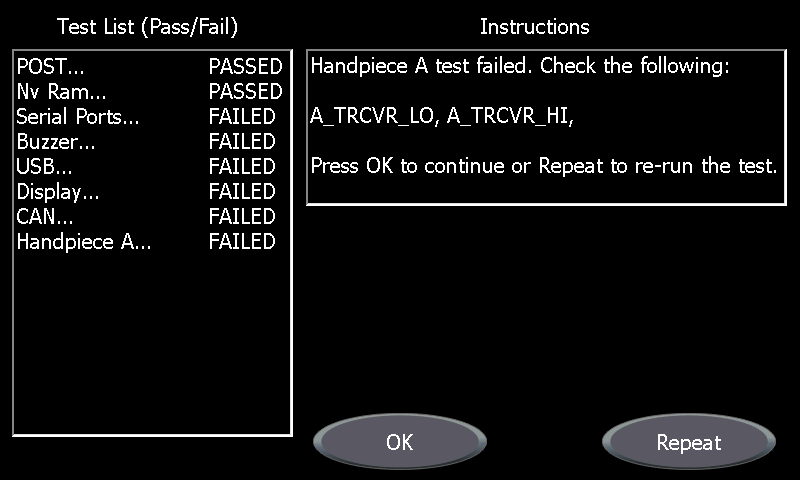 Test List (Pass/Fail)
POST... PASSED
Nv Ram... PASSED
Serial Ports... FAILED
Buzzer... FAILED
USB... FAILED
Display... FAILED
CAN... FAILED
Handpiece A... FAILED
Instructions
Handpiece A test failed. Check the following:
A_TRCVR_LO, A_TRCVR_HI,
Press OK to continue or Repeat to re-run the test.
OK
Repeat